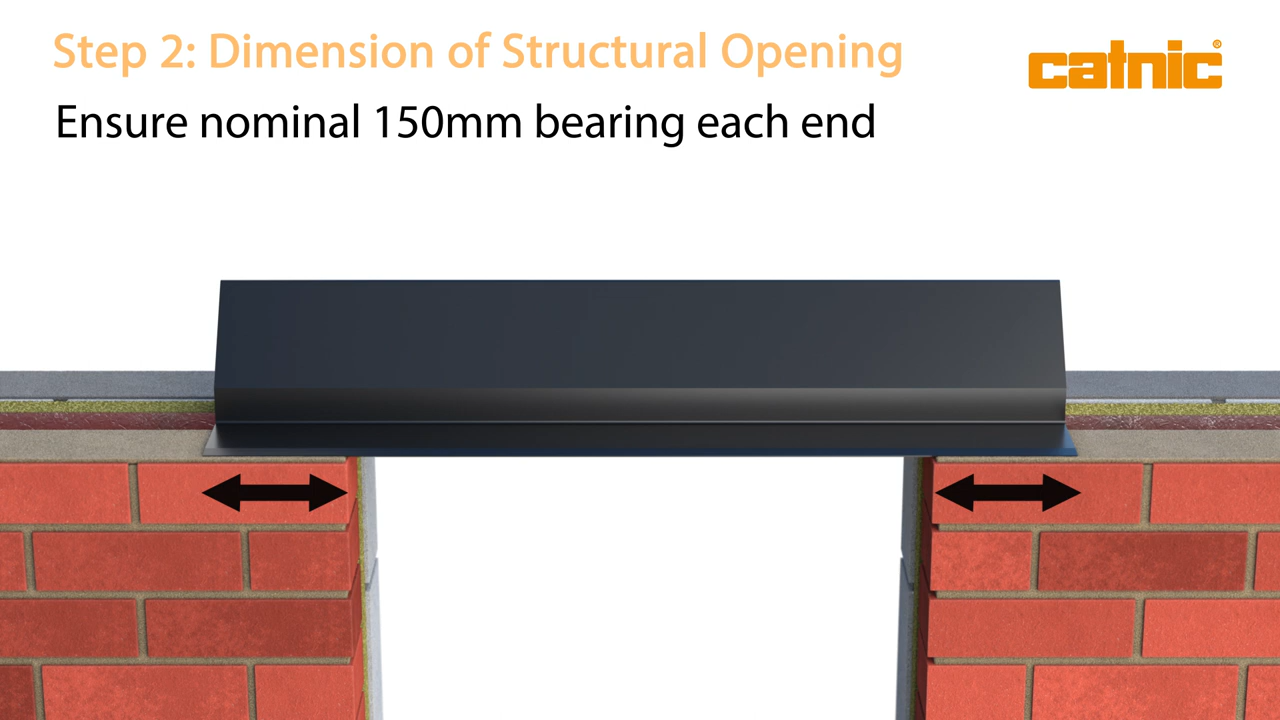 Step 2: Dimension of Structural Opening
catnic®
Ensure nominal 150mm bearing each end